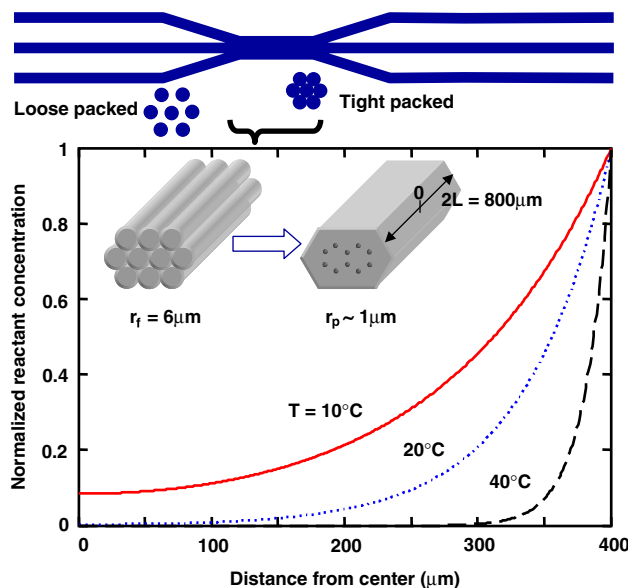 Loose packed
Tight packed
0
2L = 800μm
r_f = 6μm
r_p ~ 1μm
T = 10°C
20°C
40°C
Normalized reactant concentration
1
0.8
0.6
0.4
0.2
0
0
100
200
250
300
400
Distance from center (μm)